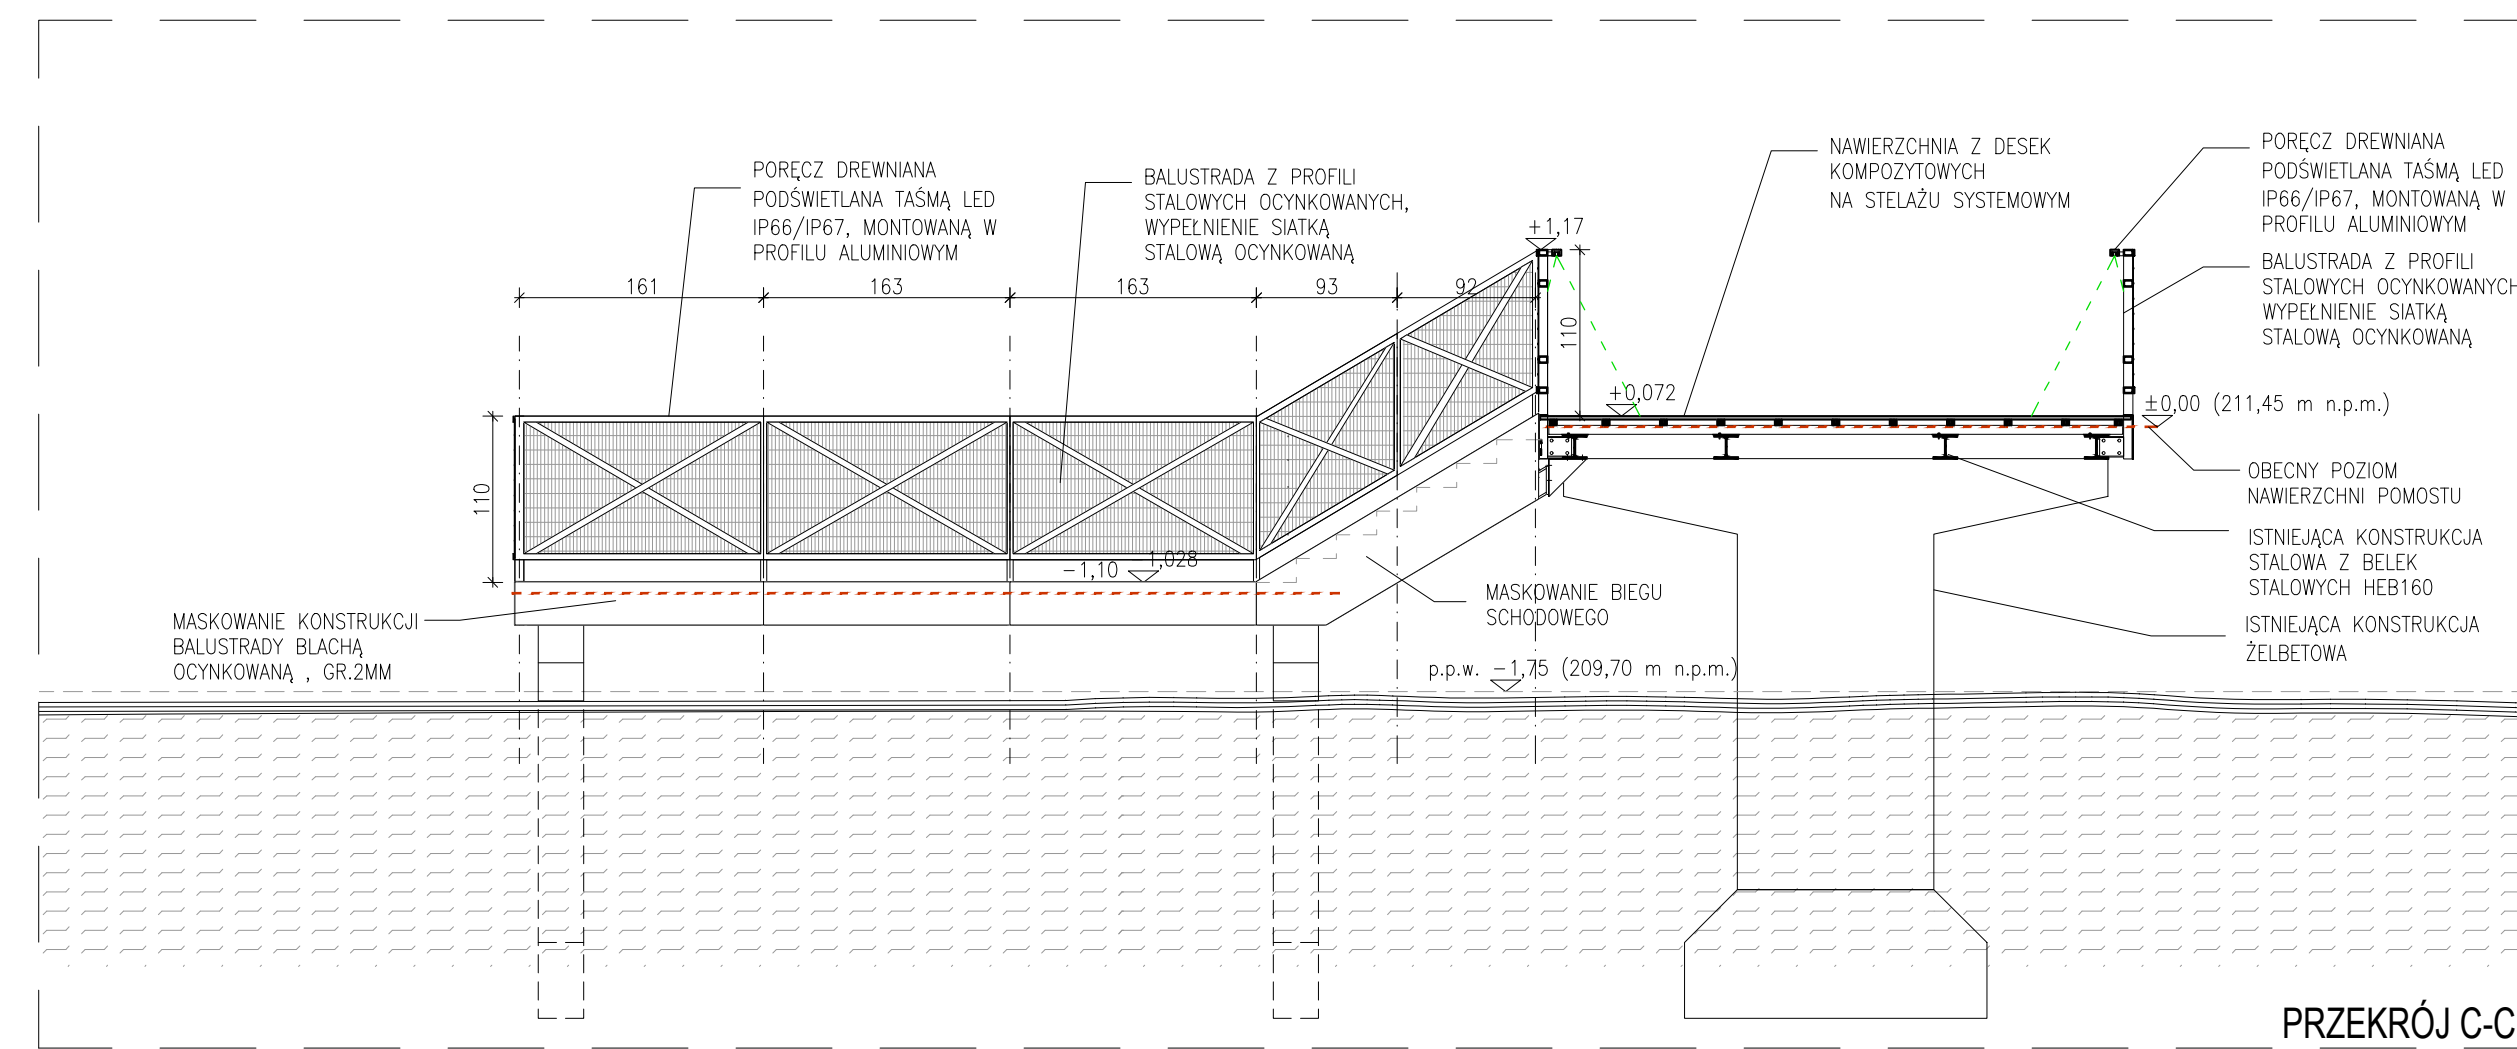 PORĘCZ DREWNIANA
PODŚWIETLANA TAŚMĄ LED
IP66/IP67, MONTOWANĄ W
PROFILU ALUMINIOWYM
BALUSTRADA Z PROFILI
STALOWYCH OCYNKOWANYCH,
WYPEŁNIENIE SIATKĄ
STALOWĄ OCYNKOWANĄ
NAWIERZCHNIA Z DESEK
KOMPOZYTOWYCH
NA STELAŻU SYSTEMOWYM
PORĘCZ DREWNIANA
PODŚWIETLANA TAŚMĄ LED
IP66/IP67, MONTOWANĄ W
PROFILU ALUMINIOWYM
BALUSTRADA Z PROFILI
STALOWYCH OCYNKOWANYCH
WYPEŁNIENIE SIATKĄ
STALOWĄ OCYNKOWANĄ
+1,17
161
163
163
93
92
110
+0,072
±0,00 (211,45 m n.p.m.)
OBECNY POZIOM
NAWIERZCHNI POMOSTU
110
-1,10
-1,028
ISTNIEJĄCA KONSTRUKCJA
STALOWA Z BELEK
STALOWYCH HEB160
MASKOWANIE BIEGU
SCHODOWEGO
MASKOWANIE KONSTRUKCJI
BALUSTRADY BLACHĄ
OCYNKOWANĄ , GR.2MM
ISTNIEJĄCA KONSTRUKCJA
ŻELBETOWA
p.p.w. -1,75 (209,70 m n.p.m.)
PRZEKRÓJ C-C